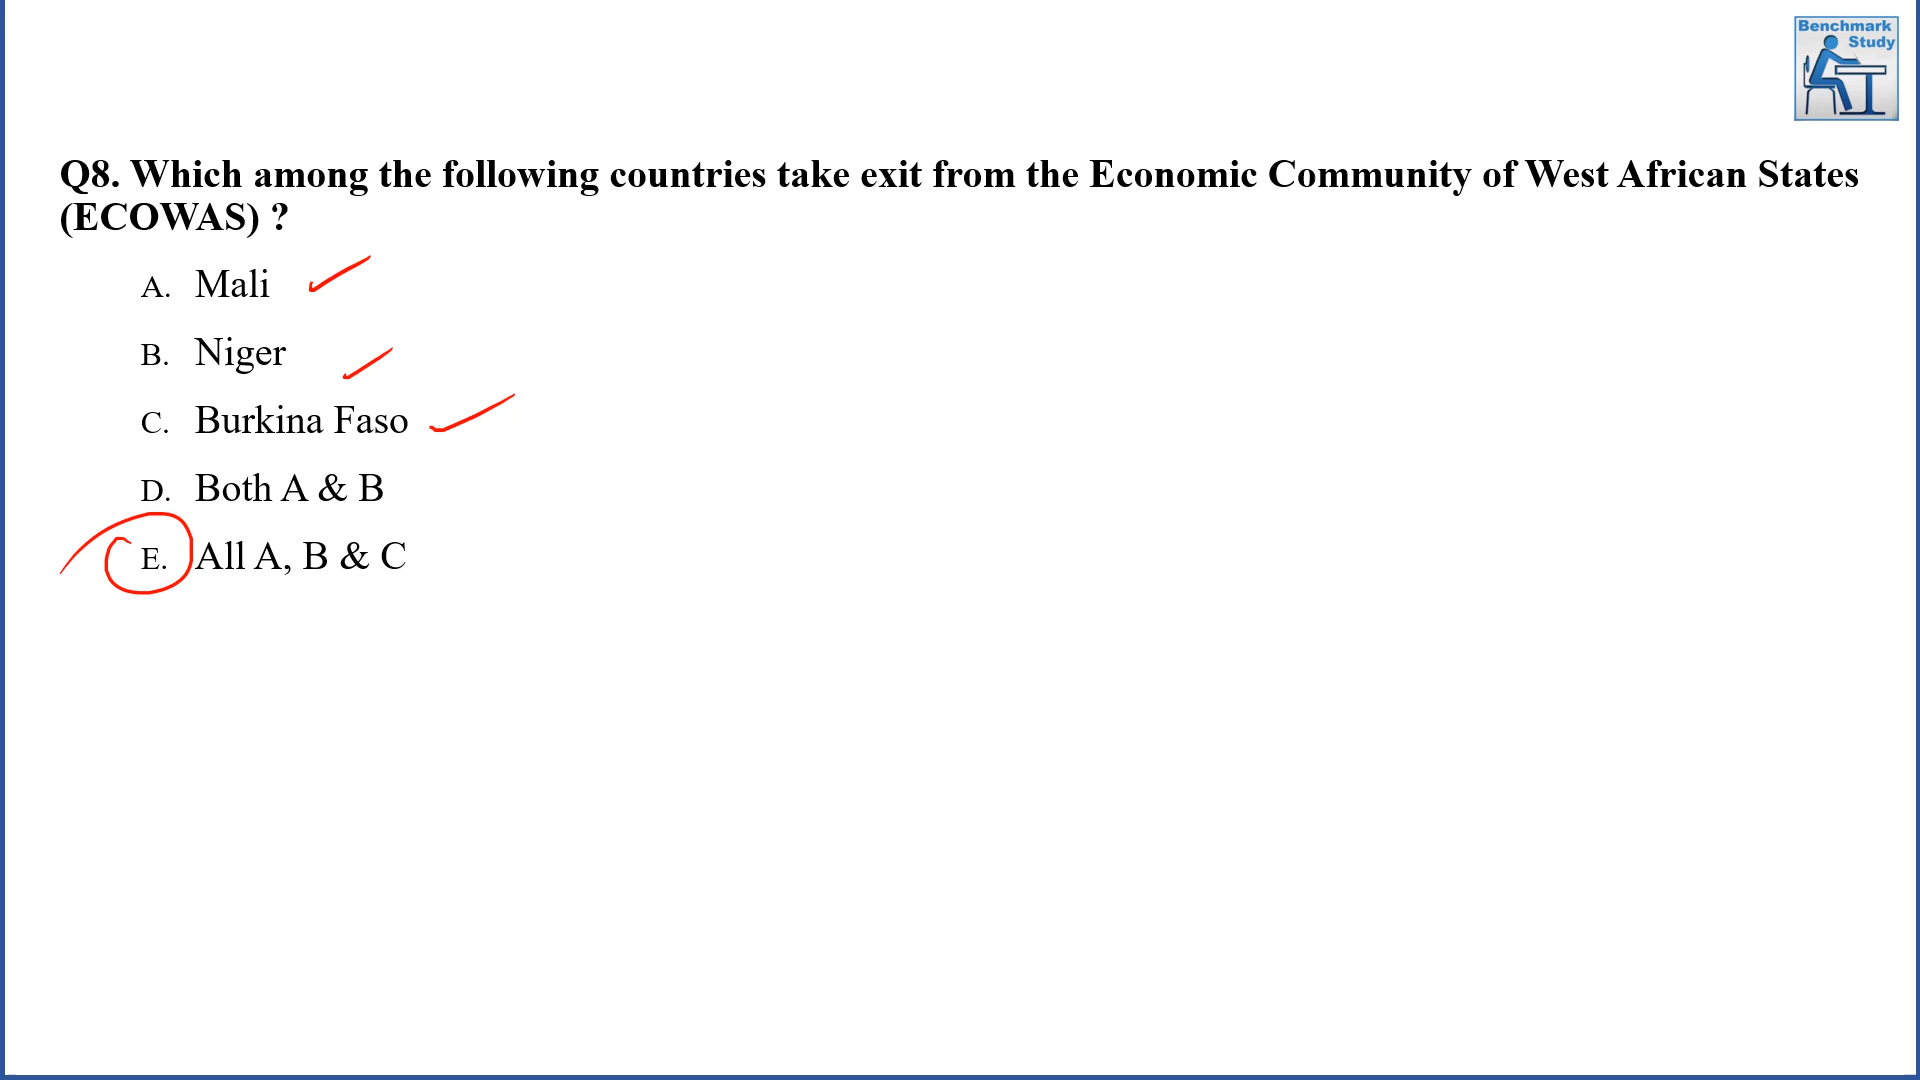 Benchmark
Study
Q8. Which among the following countries take exit from the Economic Community of West African States
(ECOWAS) ?
A. Mali
B. Niger
C. Burkina Faso
D. Both A & B
E. All A, B & C